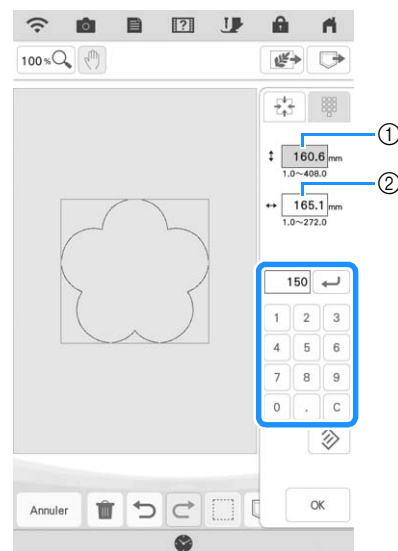 100 %
① 
↕ 160.6 mm
1.0~408.0
②
↔ 165.1 mm
1.0~272.0
150
1 2 3
4 5 6
7 8 9
0 . C
Annuler
OK